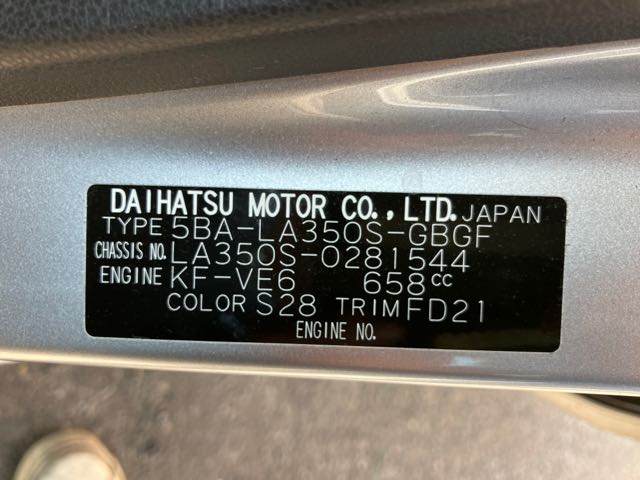 DAIHATSU MOTOR CO., LTD. JAPAN
TYPE 5BA-LA350S-GBGF
CHASSIS NO. LA350S-0281544
ENGINE KF-VE6 658cc
COLOR S28 TRIM FD21
ENGINE NO.